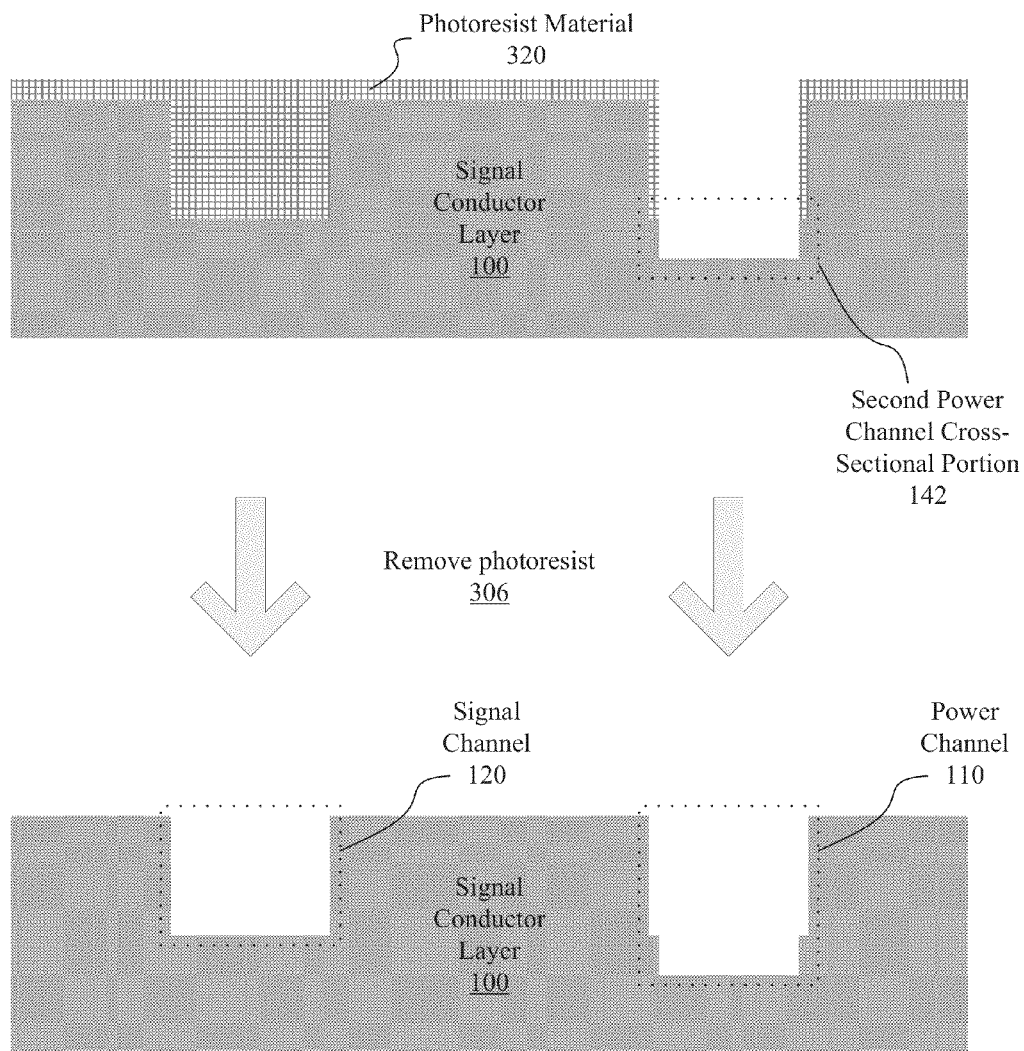 Photoresist Material
320
Signal
Conductor
Layer
100
Second Power
Channel Cross-
Sectional Portion
142
Remove photoresist
306
Signal
Channel
120
Power
Channel
110
Signal
Conductor
Layer
100